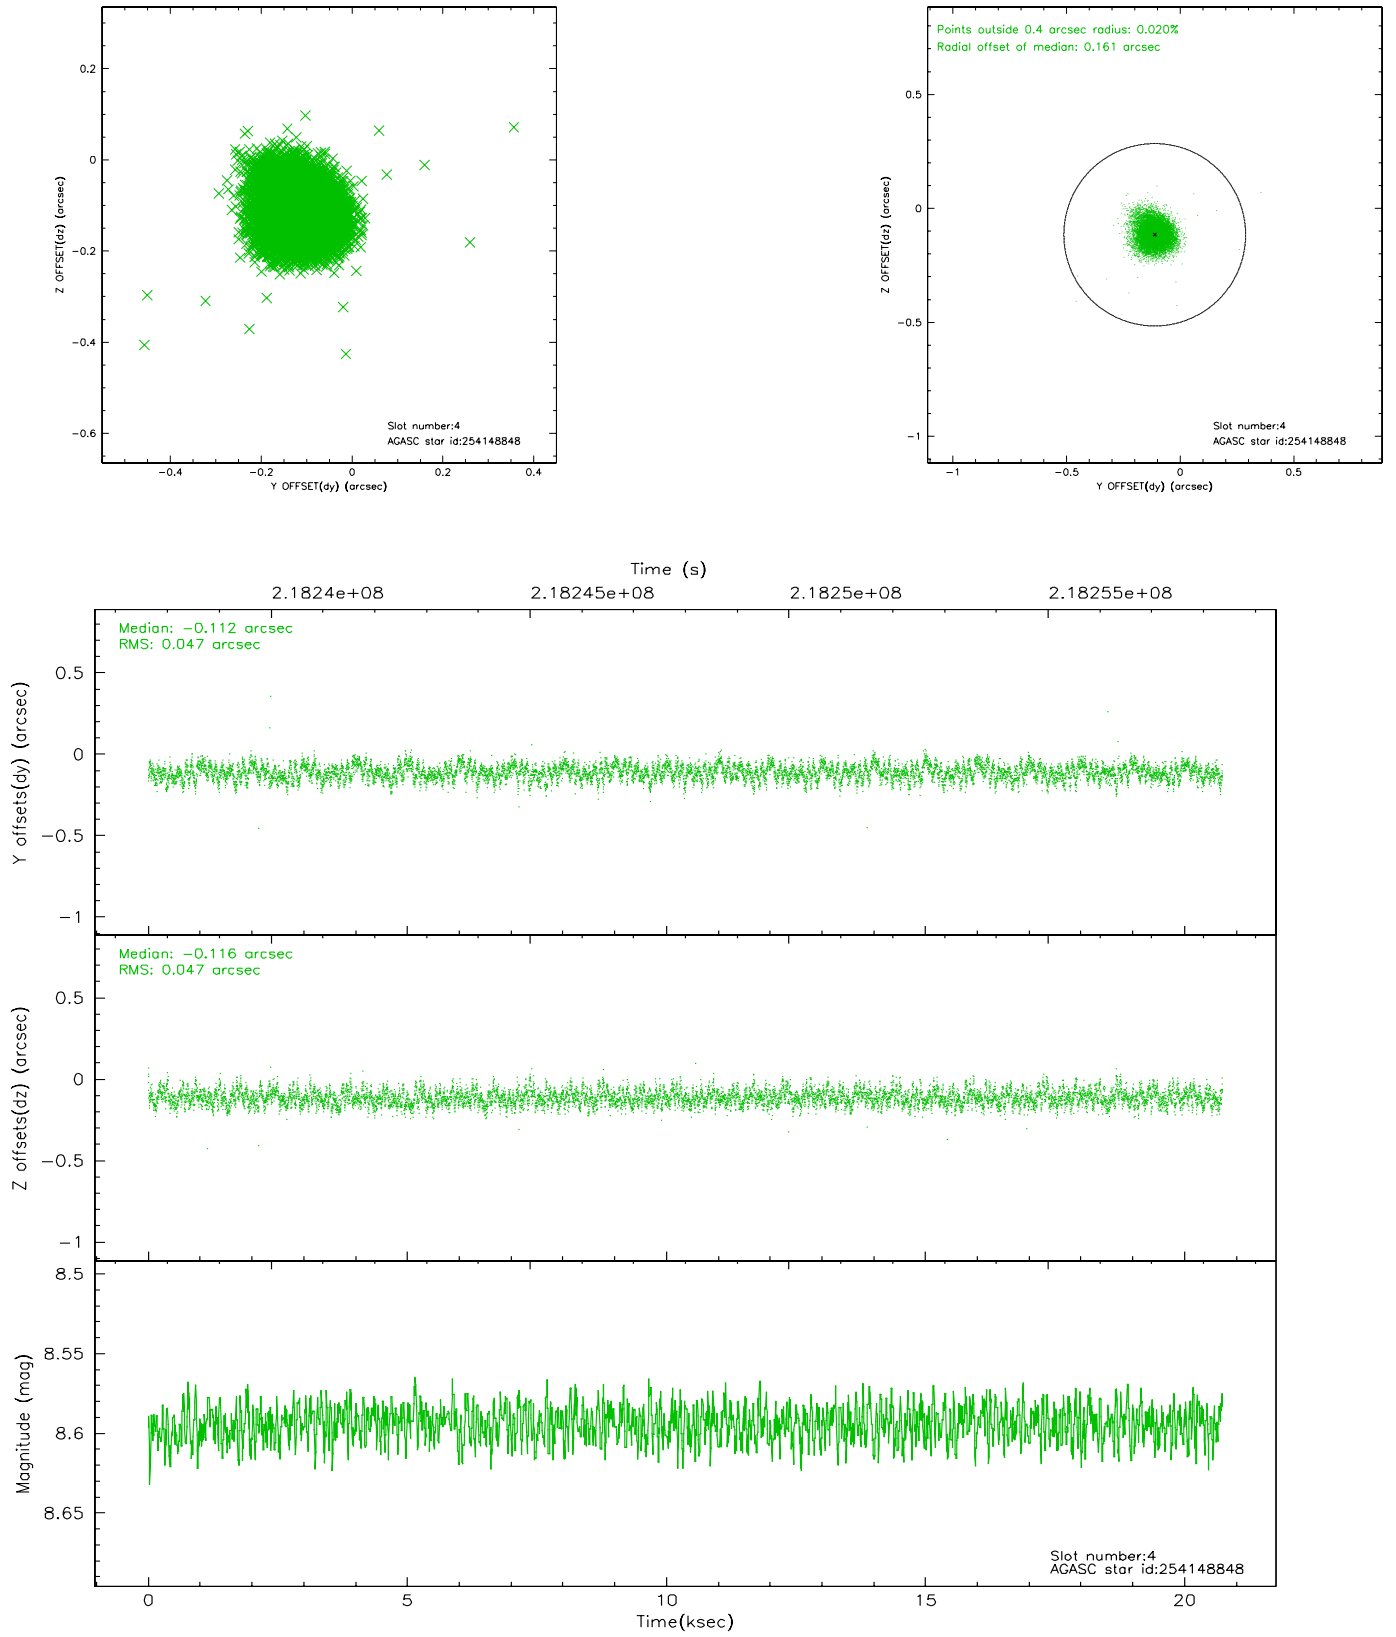 0.2
0
−0.2
−0.4
−0.6
Z OFFSET(dz) (arcsec)
Slot number:4
AGASC star id:254148848
−0.4 −0.2 0 0.2 0.4
Y OFFSET(dy) (arcsec)
Points outside 0.4 arcsec radius: 0.020%
Radial offset of median: 0.161 arcsec
0.5
0
−0.5
−1
Z OFFSET(dz) (arcsec)
Slot number:4
AGASC star id:254148848
−1 −0.5 0 0.5
Y OFFSET(dy) (arcsec)
Time (s)
2.1824e+08 2.18245e+08 2.1825e+08 2.18255e+08
Median: −0.112 arcsec
RMS: 0.047 arcsec
0.5
0
−0.5
−1
Y offsets(dy) (arcsec)
Median: −0.116 arcsec
RMS: 0.047 arcsec
0.5
0
−0.5
−1
Z offsets(dz) (arcsec)
8.5
8.55
8.6
8.65
Magnitude (mag)
Slot number:4
AGASC star id:254148848
0 5 10 15 20
Time(ksec)